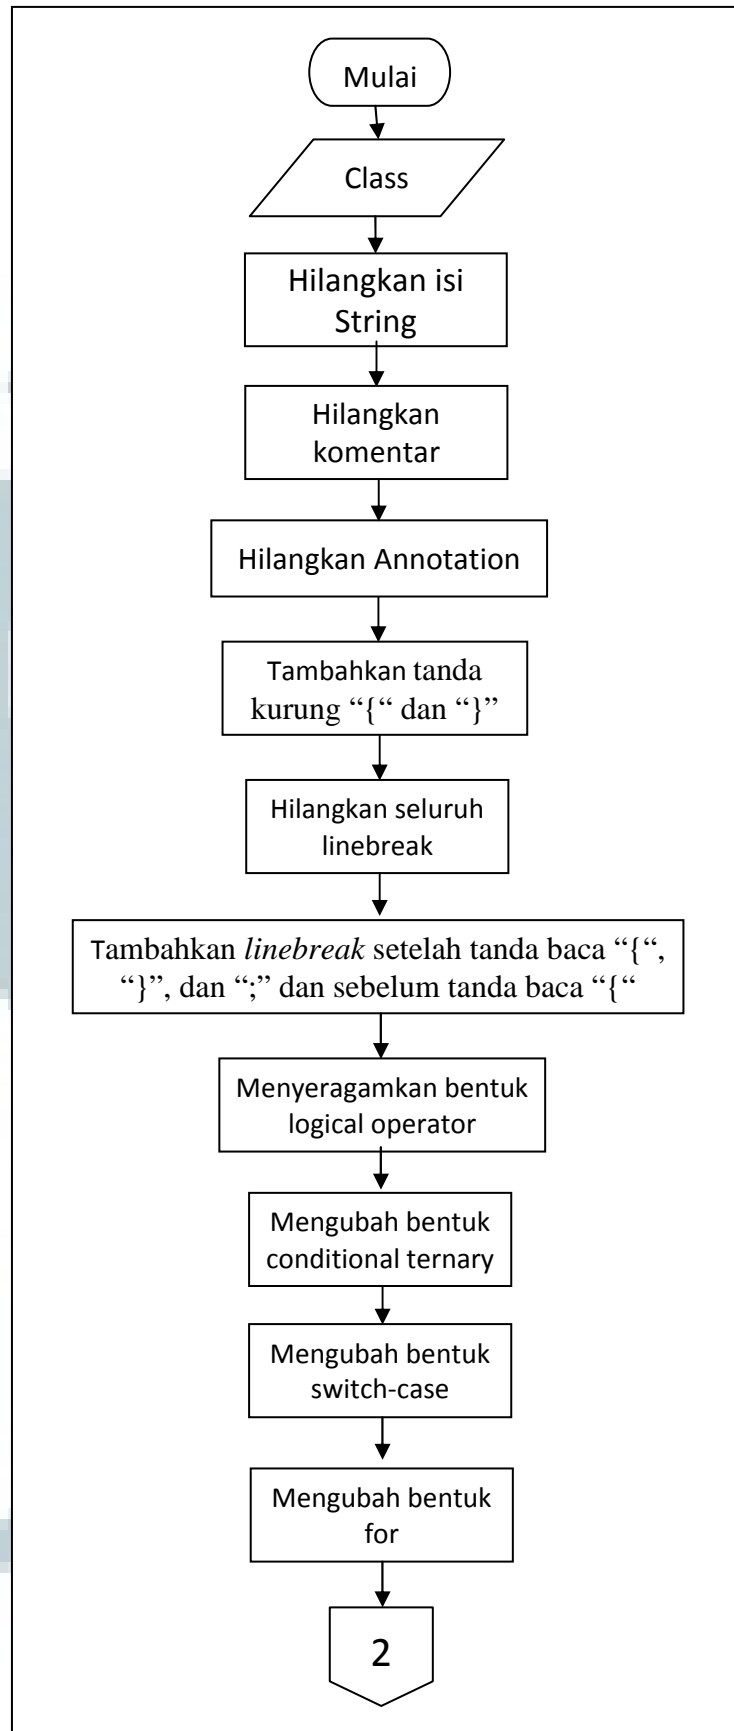 Mulai
Class
Hilangkan isi
String
Hilangkan
komentar
Hilangkan Annotation
Tambahkan tanda
kurung “{“ dan “}”
Hilangkan seluruh
linebreak
Tambahkan linebreak setelah tanda baca “{“,
“}”, dan “;” dan sebelum tanda baca “{“
Menyeragamkan bentuk
logical operator
Mengubah bentuk
conditional ternary
Mengubah bentuk
switch-case
Mengubah bentuk
for
2